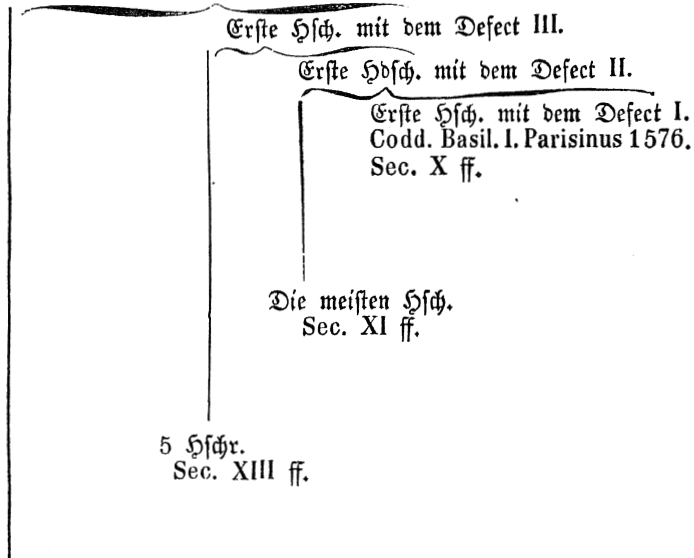 Erſte Hſch. mit dem Defect III.
Erſte Hdſch. mit dem Defect II.
Erſte Hſch. mit dem Defect I.
Codd. Basil. I. Parisinus 1576.
Sec. X ff.
Die meiſten Hſch.
Sec. XI ff.
5 Hſchr.
Sec. XIII ff.